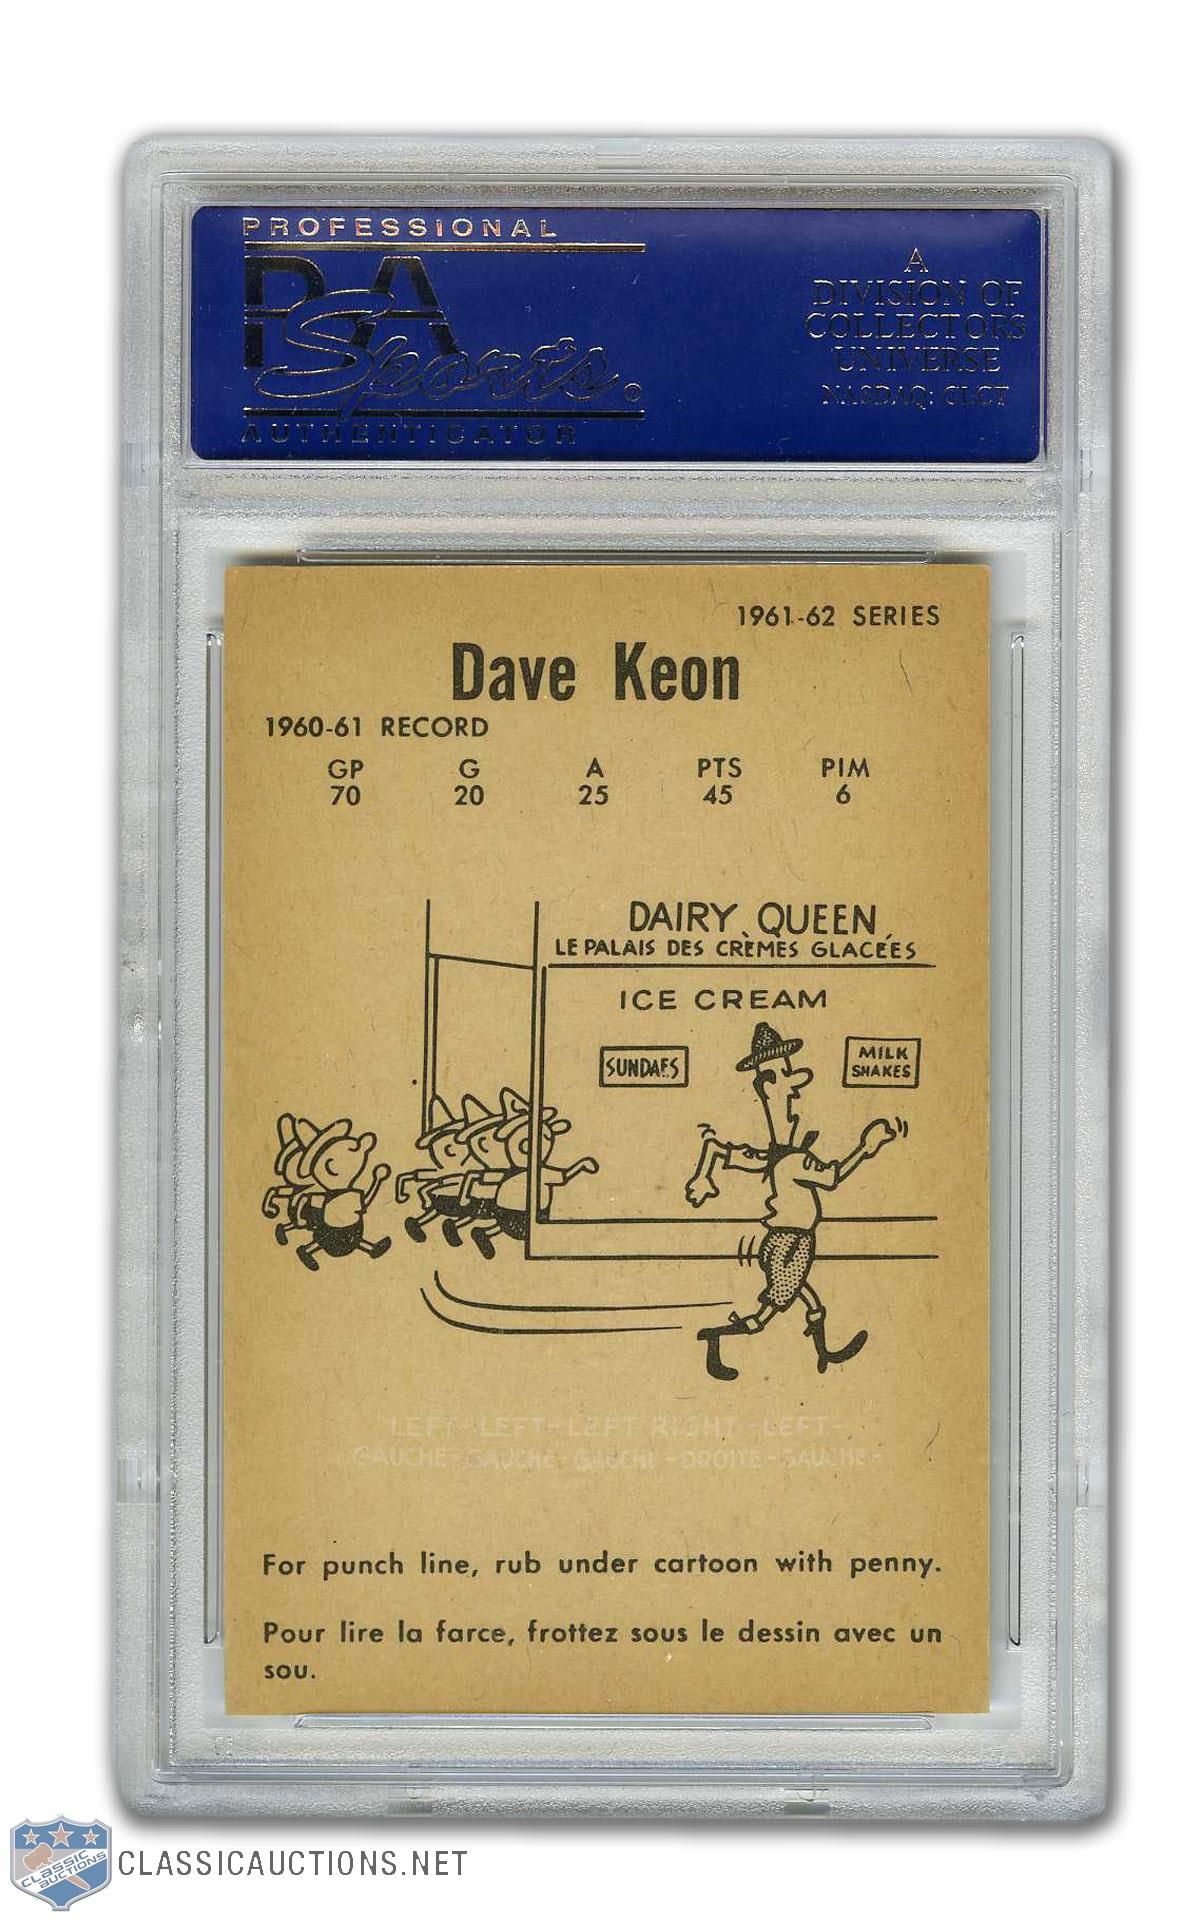 PROFESSIONAL
PSA
Sports
AUTHENTICATOR
A
DIVISION OF
COLLECTORS
UNIVERSE
NASDAQ: CLCT
1961-62 SERIES
Dave Keon
1960-61 RECORD
GP G A PTS PIM
70 20 25 45 6
DAIRY QUEEN
LE PALAIS DES CRÈMES GLACÉES
ICE CREAM
SUNDAES
MILK
SHAKES
LEFT-LEFT-LEFT RIGHT-LEFT-
GAUCHE-GAUCHE-GAUCHE-DROITE-GAUCHE-
For punch line, rub under cartoon with penny.
Pour lire la farce, frottez sous le dessin avec un
sou.
CLASSIC
AUCTIONS
CLASSICAUCTIONS.NET